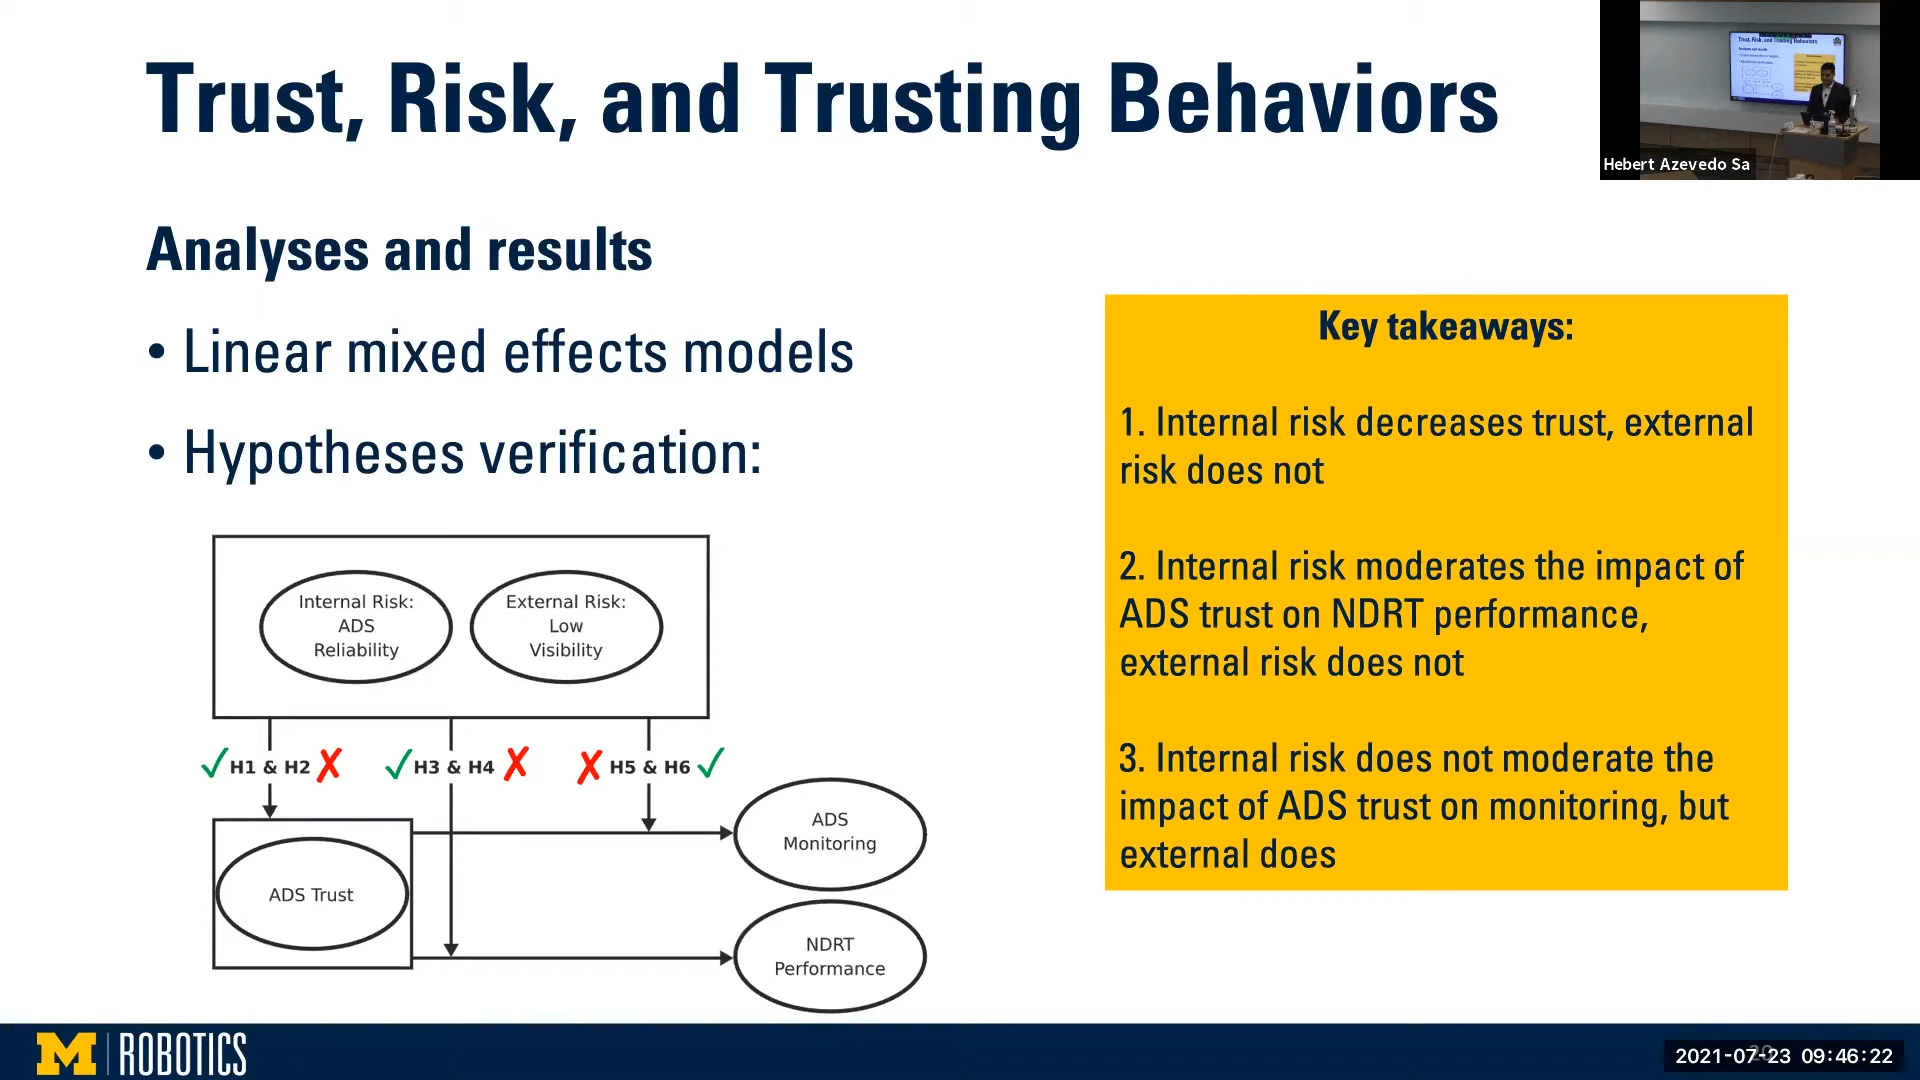 Trust, Risk, and Trusting Behaviors
Hebert Azevedo Sa
Analyses and results
• Linear mixed effects models
• Hypotheses verification:
Internal Risk:
ADS
Reliability
External Risk:
Low
Visibility
✓ H1 & H2 ✗
✓ H3 & H4 ✗
✗ H5 & H6 ✓
ADS Trust
ADS
Monitoring
NDRT
Performance
Key takeaways:
1. Internal risk decreases trust, external
risk does not
2. Internal risk moderates the impact of
ADS trust on NDRT performance,
external risk does not
3. Internal risk does not moderate the
impact of ADS trust on monitoring, but
external does
M ROBOTICS
2021-07-23 09:46:22